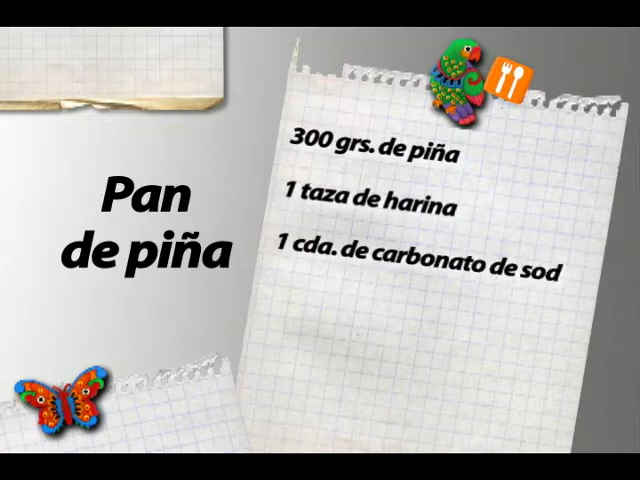 Pan
de piña
300 grs. de piña
1 taza de harina
1 cda. de carbonato de sod